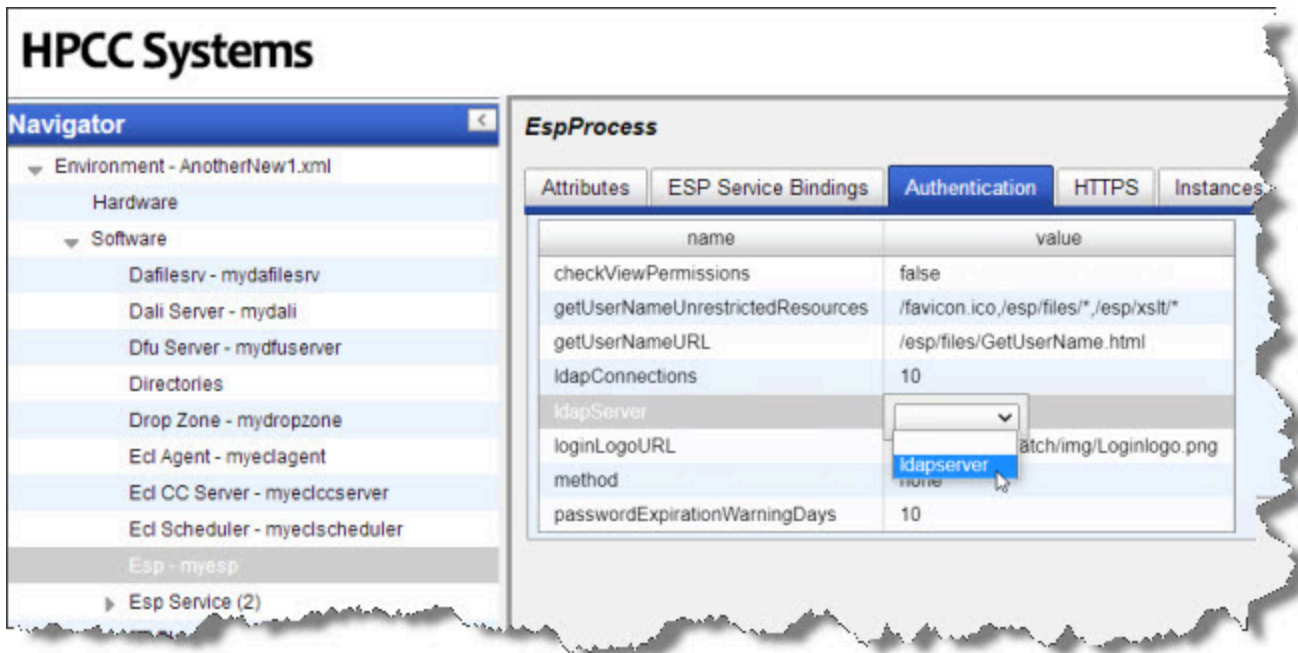 HPCC Systems
Navigator
Environment - AnotherNew1.xml
Hardware
Software
Dafilesrv - mydafilesrv
Dali Server - mydali
Dfu Server - mydfuserver
Directories
Drop Zone - mydropzone
Ecl Agent - myeclagent
Ecl CC Server - myeclccserver
Ecl Scheduler - myeclscheduler
Esp - myesp
Esp Service (2)
EspProcess
Attributes ESP Service Bindings Authentication HTTPS Instances
name value
checkViewPermissions false
getUserNameUnrestrictedResources /favicon.ico,/esp/files/*,/esp/xslt/*
getUserNameURL /esp/files/GetUserName.html
ldapConnections 10
ldapServer
loginLogoURL atch/img/Loginlogo.png
ldapserver
method none
passwordExpirationWarningDays 10